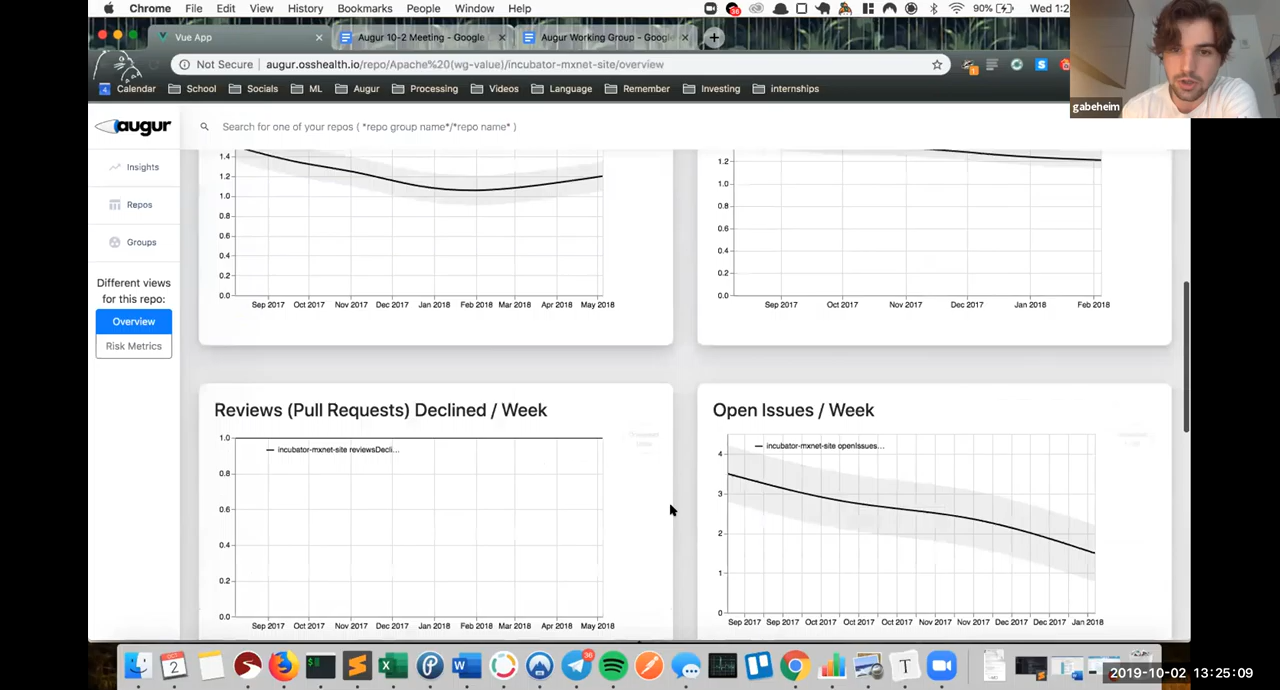 Chrome File Edit View History Bookmarks People Window Help
36 90% Wed 1:2
Vue App
Augur 10-2 Meeting - Google
Augur Working Group - Googl
Not Secure augur.osshealth.io/repo/Apache%20(wg-value)/incubator-mxnet-site/overview
Calendar School Socials ML Augur Processing Videos Language Remember Investing internships
gabeheim
augur
Search for one of your repos ( *repo group name*/*repo name* )
Insights
Repos
Groups
Different views
for this repo:
Overview
Risk Metrics
1.4
1.2
1.0
0.8
0.6
0.4
0.2
0.0
Sep 2017 Oct 2017 Nov 2017 Dec 2017 Jan 2018 Feb 2018 Mar 2018 Apr 2018 May 2018
1.2
1.0
0.8
0.6
0.4
0.2
0.0
Sep 2017 Oct 2017 Nov 2017 Dec 2017 Jan 2018 Feb 2018
Reviews (Pull Requests) Declined / Week
1.0
incubator-mxnet-site reviewsDecli...
0.8
0.6
0.4
0.2
0.0
Sep 2017 Oct 2017 Nov 2017 Dec 2017 Jan 2018 Feb 2018 Mar 2018 Apr 2018 May 2018
Open Issues / Week
incubator-mxnet-site openIssues...
4
3
2
1
0
Sep 2017 Sep 2017 Oct 2017 Oct 2017 Oct 2017 Nov 2017 Nov 2017 Dec 2017 Dec 2017 Jan 2018
OCT
2
36
2019-10-02 13:25:09